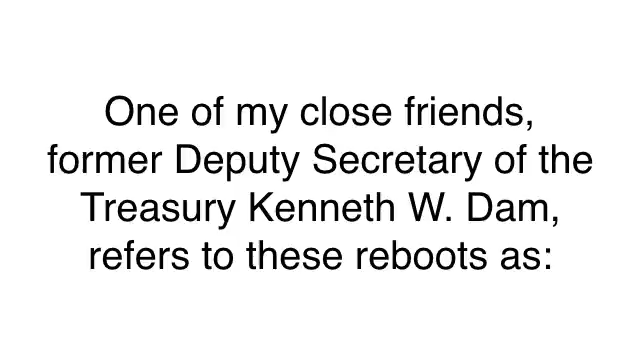 One of my close friends,
former Deputy Secretary of the
Treasury Kenneth W. Dam,
refers to these reboots as: